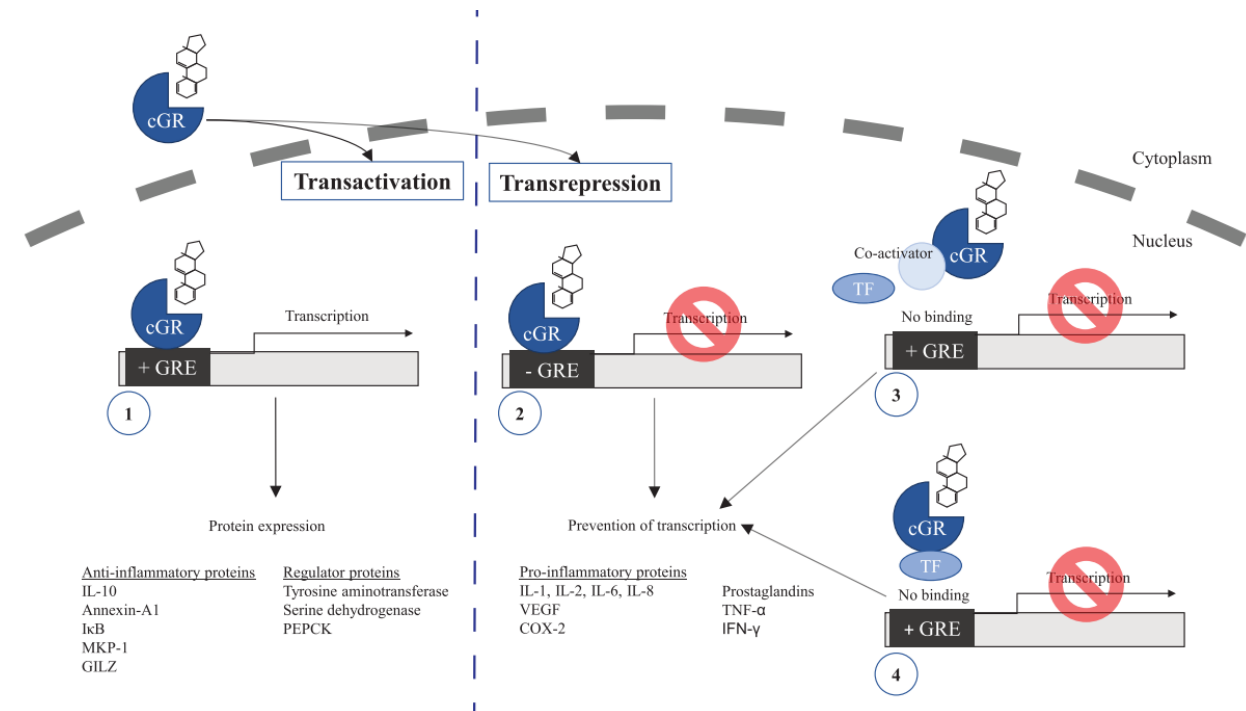 cGR
Transactivation
Transrepression
Cytoplasm
Nucleus
cGR
Transcription
+ GRE
1
cGR
Transcription
- GRE
2
Co-activator
cGR
TF
No binding
Transcription
+ GRE
3
Protein expression
Anti-inflammatory proteins
IL-10
Annexin-A1
IκB
MKP-1
GILZ
Regulator proteins
Tyrosine aminotransferase
Serine dehydrogenase
PEPCK
Prevention of transcription
Pro-inflammatory proteins
IL-1, IL-2, IL-6, IL-8
VEGF
COX-2
Prostaglandins
TNF-α
IFN-γ
cGR
TF
No binding
Transcription
+ GRE
4